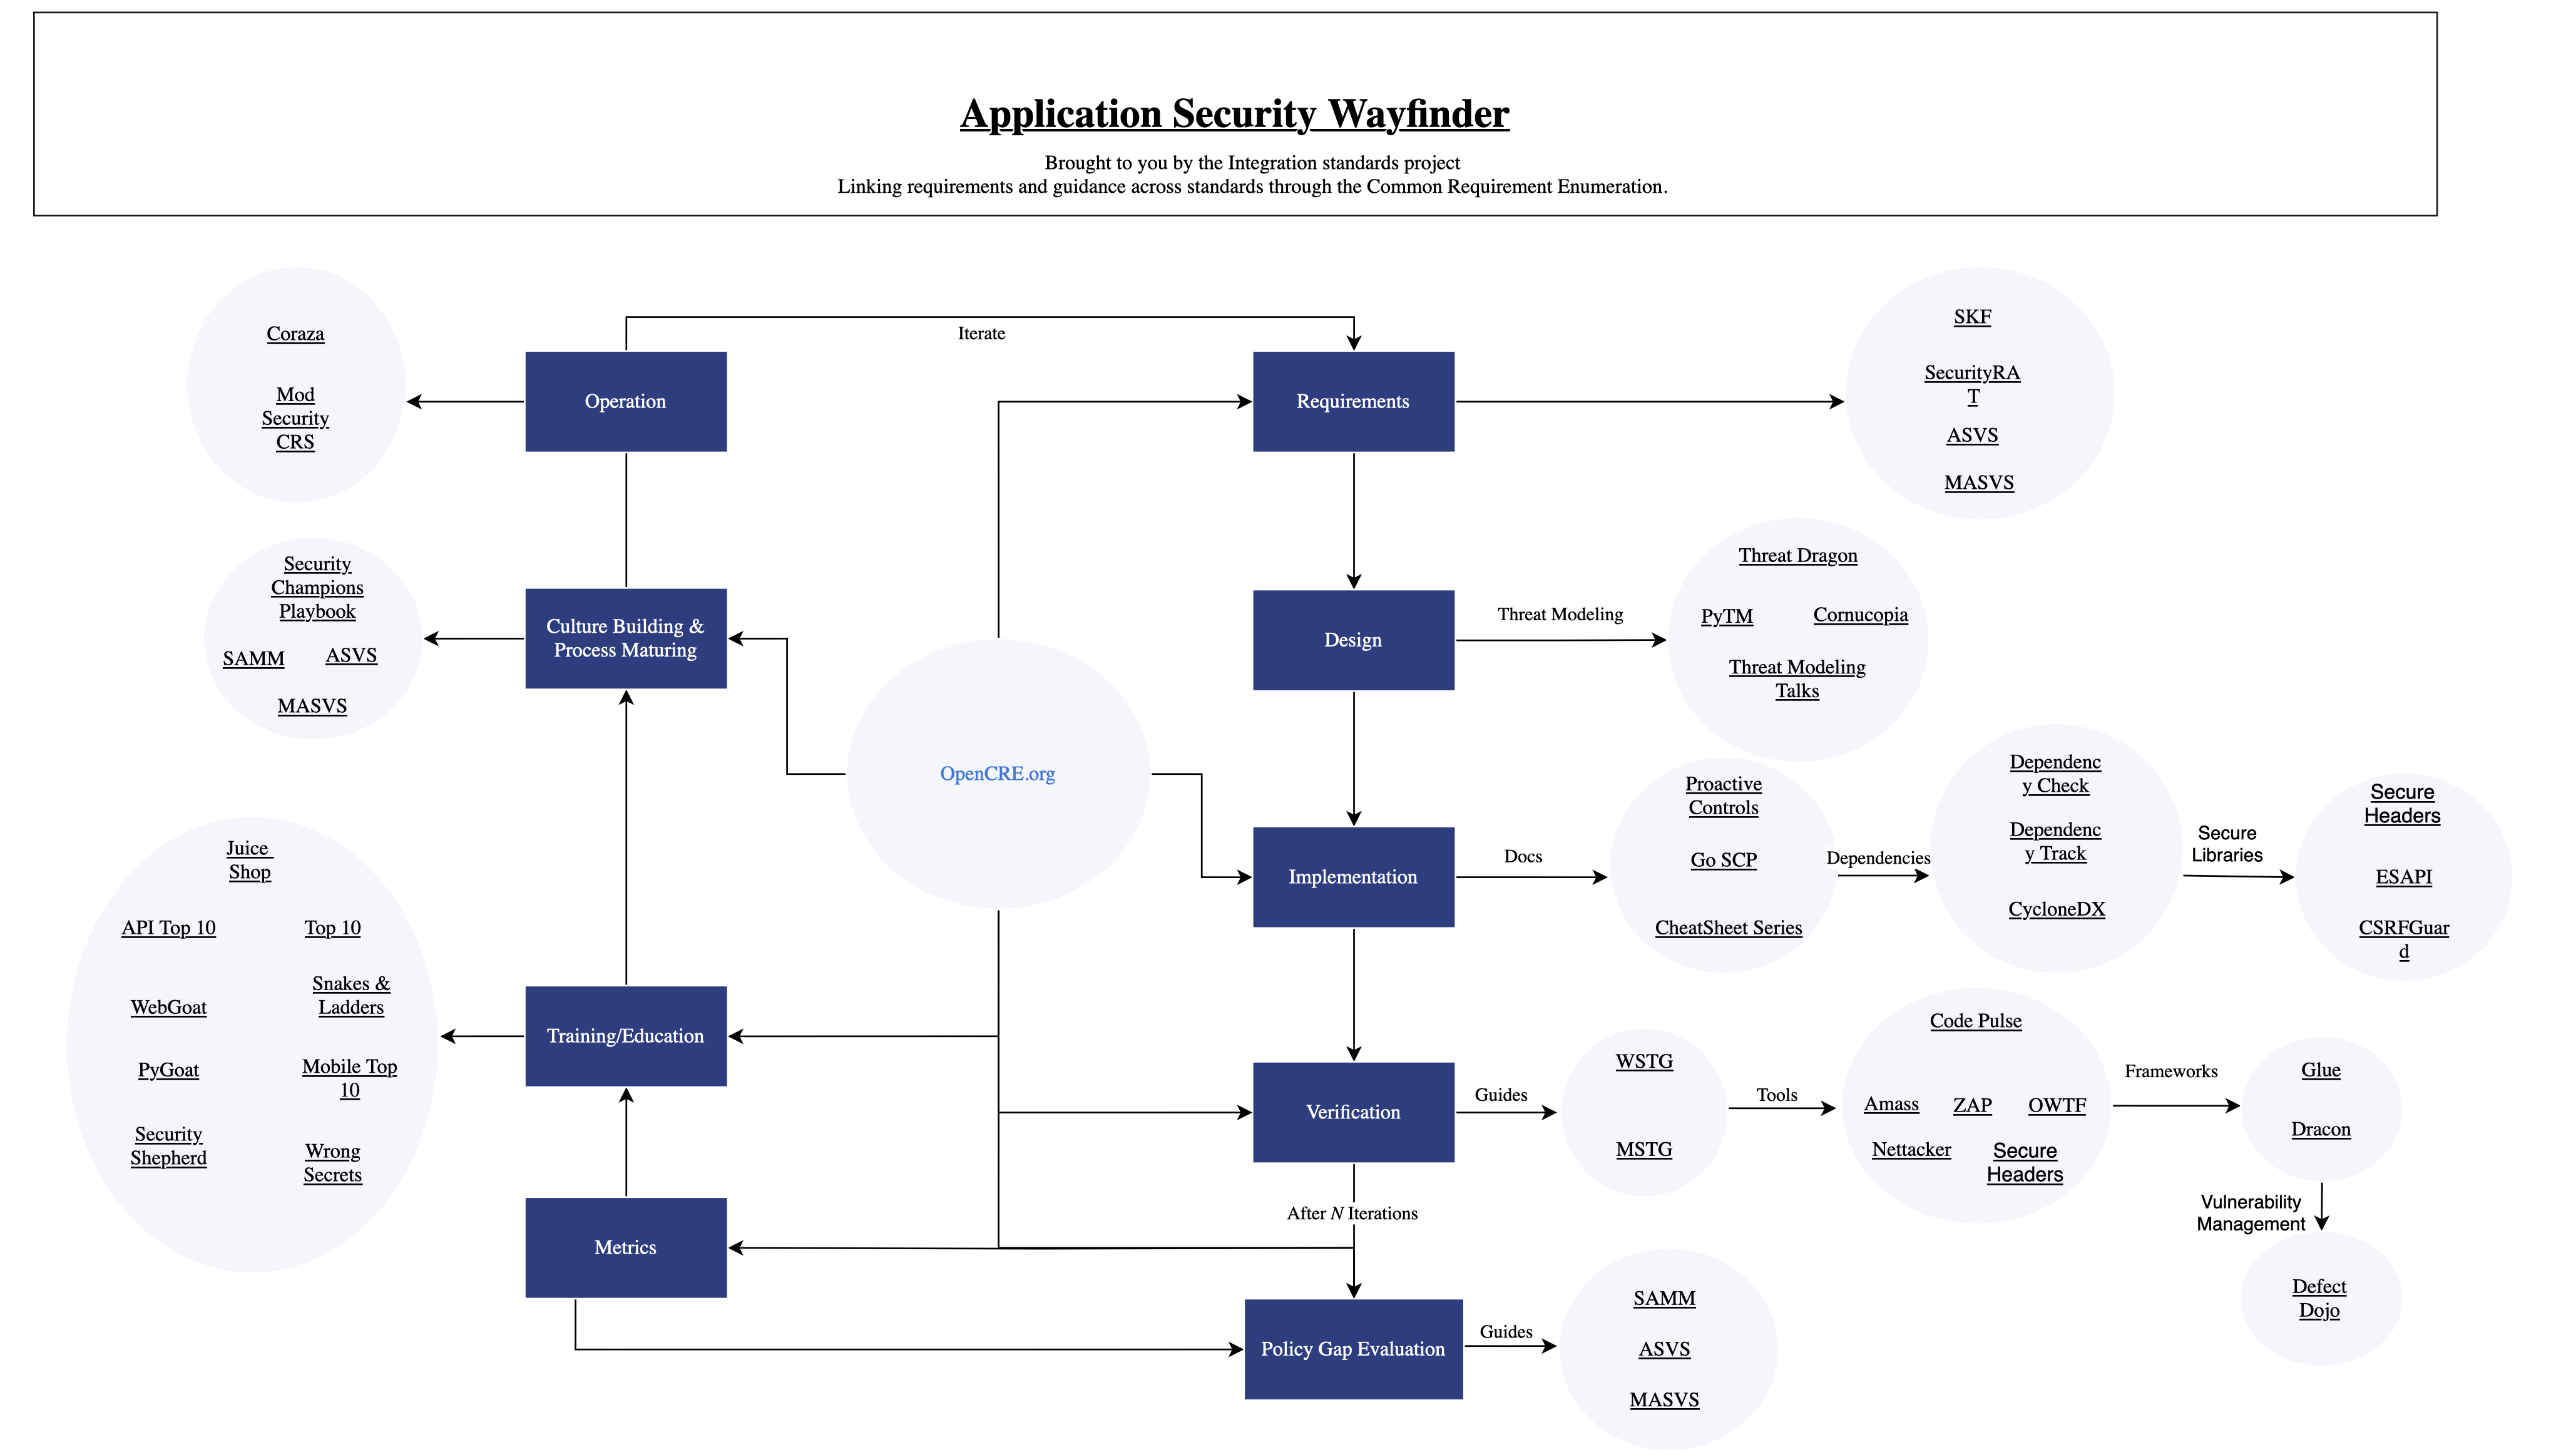 Application Security Wayfinder
Brought to you by the Integration standards project
Linking requirements and guidance across standards through the Common Requirement Enumeration.
Coraza
Mod
Security
CRS
Operation
Iterate
Requirements
SKF
SecurityRA
T
ASVS
MASVS
Security
Champions
Playbook
SAMM
ASVS
MASVS
Culture Building &
Process Maturing
Design
Threat Modeling
Threat Dragon
PyTM
Cornucopia
Threat Modeling
Talks
OpenCRE.org
Implementation
Docs
Proactive
Controls
Go SCP
CheatSheet Series
Dependencies
Dependenc
y Check
Dependenc
y Track
CycloneDX
Secure
Libraries
Secure
Headers
ESAPI
CSRFGuar
d
Juice
Shop
API Top 10
Top 10
WebGoat
Snakes &
Ladders
PyGoat
Mobile Top
10
Security
Shepherd
Wrong
Secrets
Training/Education
Verification
Guides
WSTG
MSTG
Tools
Code Pulse
Amass
ZAP
OWTF
Nettacker
Secure
Headers
Frameworks
Glue
Dracon
Vulnerability
Management
Defect
Dojo
After N Iterations
Metrics
Policy Gap Evaluation
Guides
SAMM
ASVS
MASVS